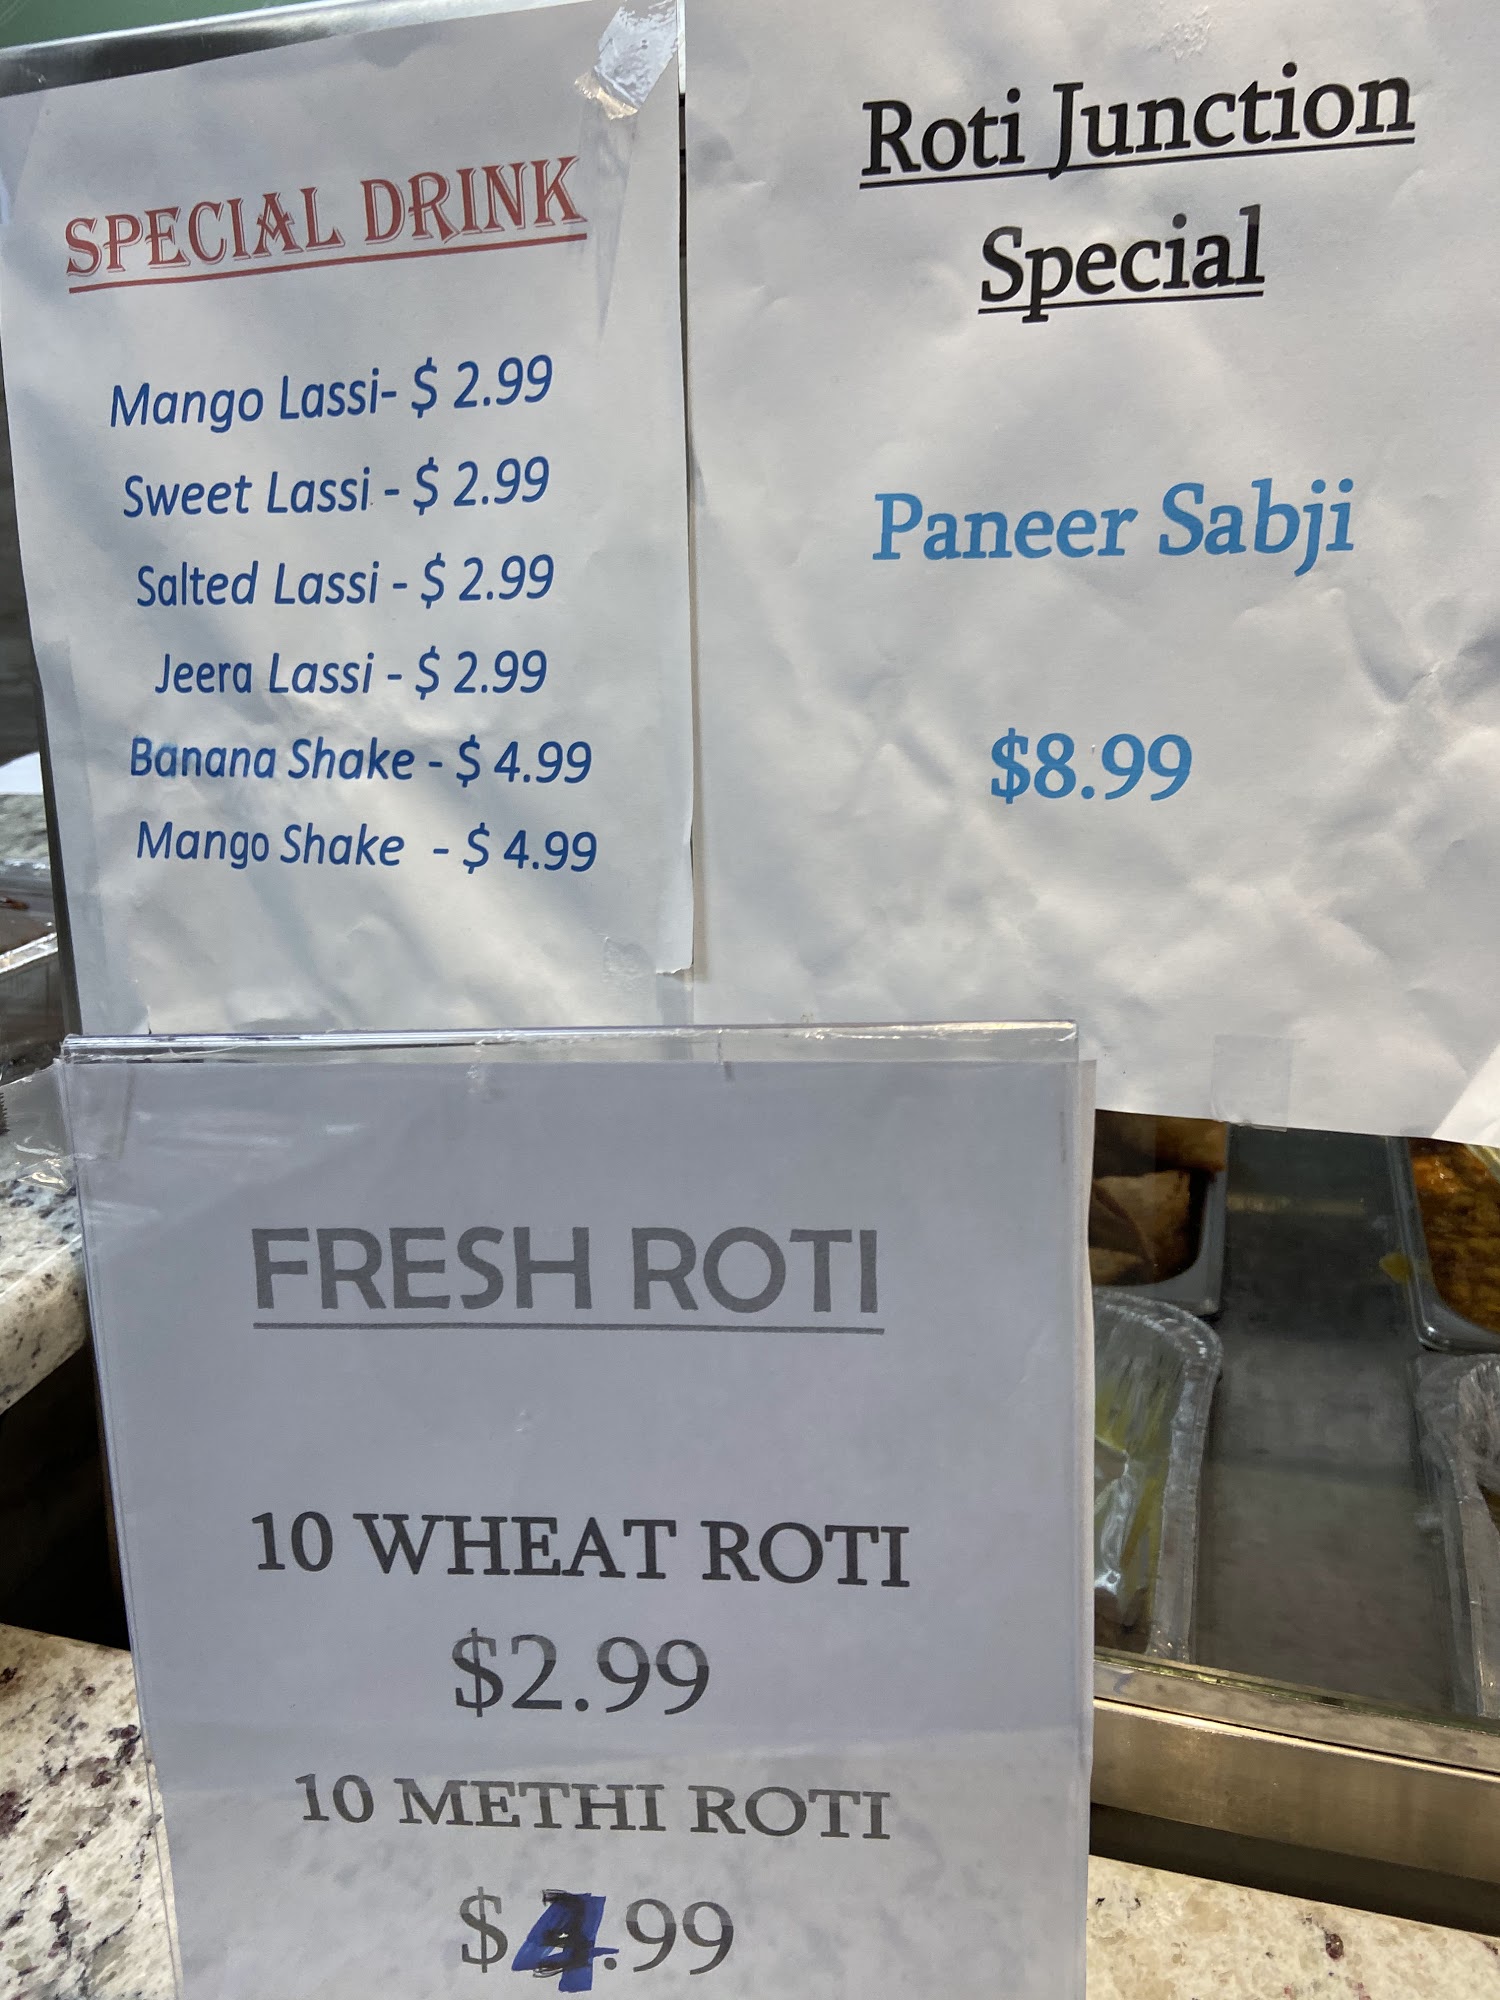 SPECIAL DRINK
Mango Lassi- $ 2.99
Sweet Lassi - $ 2.99
Salted Lassi - $ 2.99
Jeera Lassi - $ 2.99
Banana Shake - $ 4.99
Mango Shake - $ 4.99
Roti Junction
Special
Paneer Sabji
$8.99
FRESH ROTI
10 WHEAT ROTI
$2.99
10 METHI ROTI
$4.99